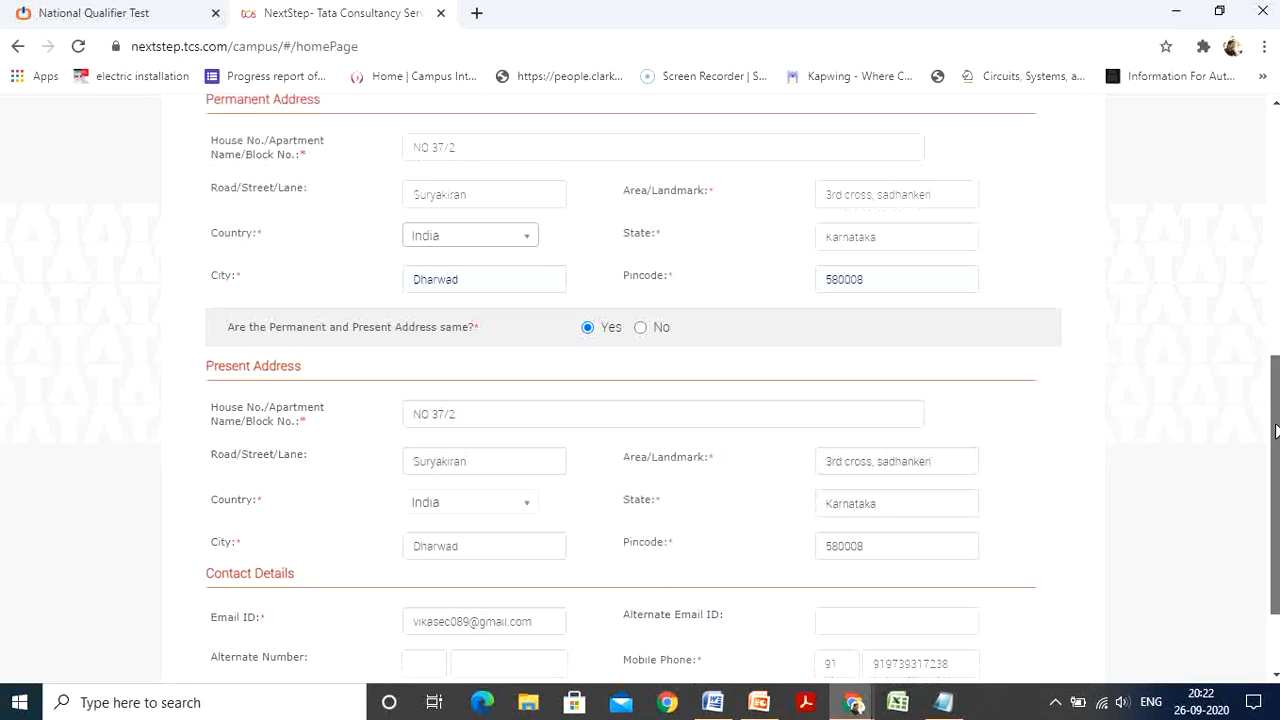 National Qualifier Test
tcs NextStep- Tata Consultancy Serv
nextstep.tcs.com/campus/#/homePage
Apps electric installation Progress report of... Home | Campus Int... https://people.clark... Screen Recorder | S... Kapwing - Where C... Circuits, Systems, a... Information For Aut... »
Permanent Address
House No./Apartment
Name/Block No.:* NO 37/2
Road/Street/Lane: Suryakiran Area/Landmark:* 3rd cross, sadhankeri
Country:* India State:* Karnataka
City:* Dharwad Pincode:* 580008
Are the Permanent and Present Address same?* Yes No
Present Address
House No./Apartment
Name/Block No.:* NO 37/2
Road/Street/Lane: Suryakiran Area/Landmark:* 3rd cross, sadhankeri
Country:* India State:* Karnataka
City:* Dharwad Pincode:* 580008
Contact Details
Email ID:* vikasec089@gmail.com Alternate Email ID:
Alternate Number: Mobile Phone:* 91 919739317238
Type here to search
ENG
20:22
26-09-2020